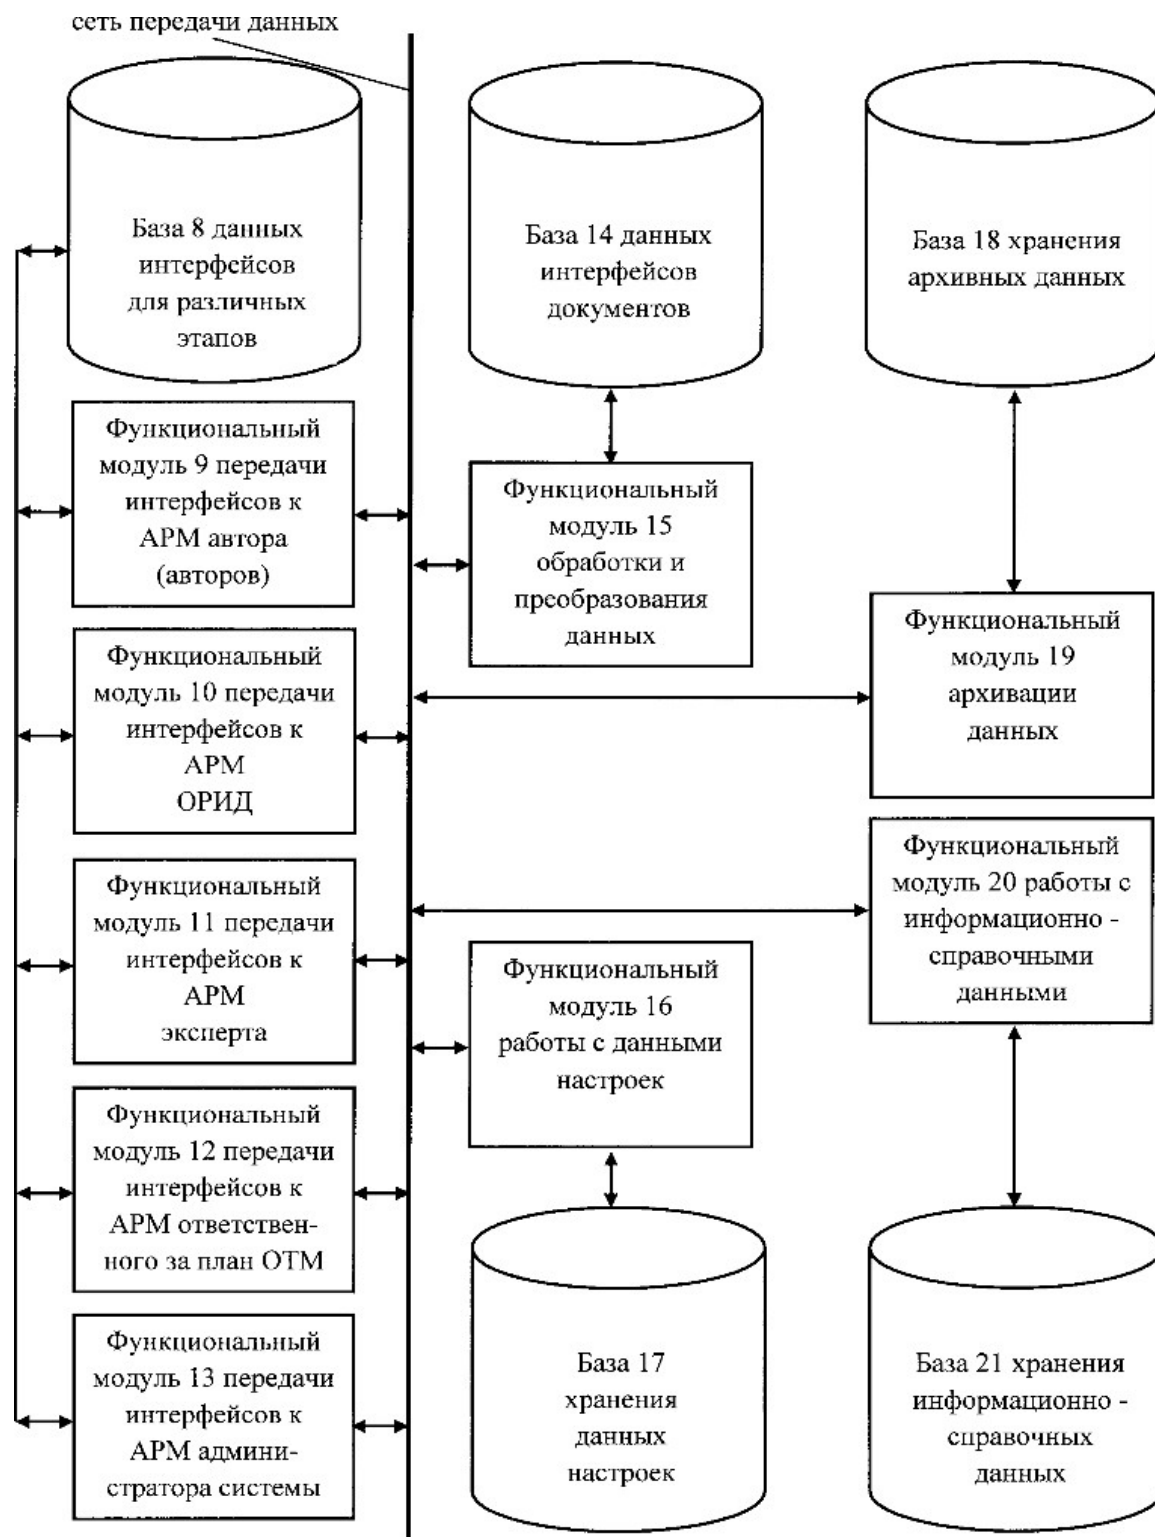 сеть передачи данных
База 8 данных
интерфейсов
для различных
этапов
Функциональный
модуль 9 передачи
интерфейсов к
АРМ автора
(авторов)
Функциональный
модуль 10 передачи
интерфейсов к
АРМ
ОРИД
Функциональный
модуль 11 передачи
интерфейсов к
АРМ
эксперта
Функциональный
модуль 12 передачи
интерфейсов к
АРМ ответствен-
ного за план ОТМ
Функциональный
модуль 13 передачи
интерфейсов к
АРМ админи-
стратора системы
База 14 данных
интерфейсов
документов
Функциональный
модуль 15
обработки и
преобразования
данных
Функциональный
модуль 16
работы с данными
настроек
База 17
хранения
данных
настроек
База 18 хранения
архивных данных
Функциональный
модуль 19
архивации
данных
Функциональный
модуль 20 работы с
информационно -
справочными
данными
База 21 хранения
информационно -
справочных
данных